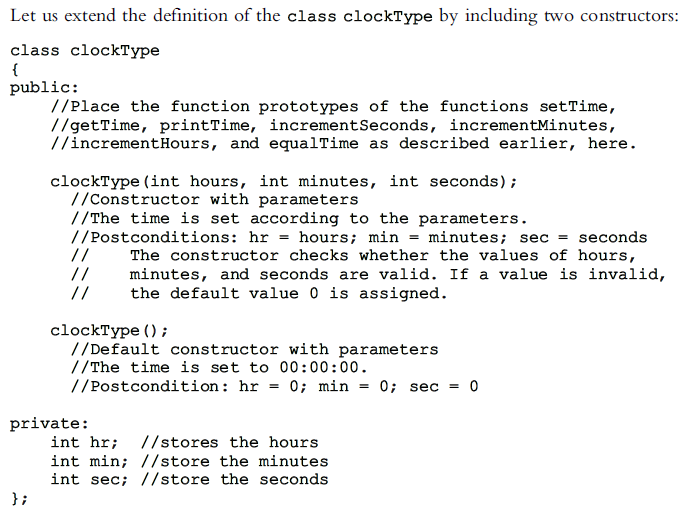 Let us extend the definition of the class clockType by including two constructors:
class clockType
{
public:
    //Place the function prototypes of the functions setTime,
    //getTime, printTime, incrementSeconds, incrementMinutes,
    //incrementHours, and equalTime as described earlier, here.
    clockType(int hours, int minutes, int seconds);
      //Constructor with parameters
      //The time is set according to the parameters.
      //Postconditions: hr = hours; min = minutes; sec = seconds
      //    The constructor checks whether the values of hours,
      //    minutes, and seconds are valid. If a value is invalid,
      //    the default value 0 is assigned.
    clockType();
      //Default constructor with parameters
      //The time is set to 00:00:00.
      //Postcondition: hr = 0; min = 0; sec = 0
private:
    int hr;  //stores the hours
    int min; //store the minutes
    int sec; //store the seconds
};